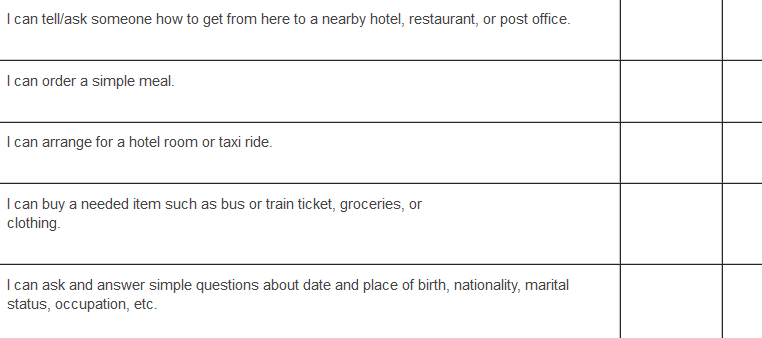 I can tell/ask someone how to get from here to a nearby hotel, restaurant, or post office.
I can order a simple meal.
I can arrange for a hotel room or taxi ride.
I can buy a needed item such as bus or train ticket, groceries, or
clothing.
I can ask and answer simple questions about date and place of birth, nationality, marital
status, occupation, etc.